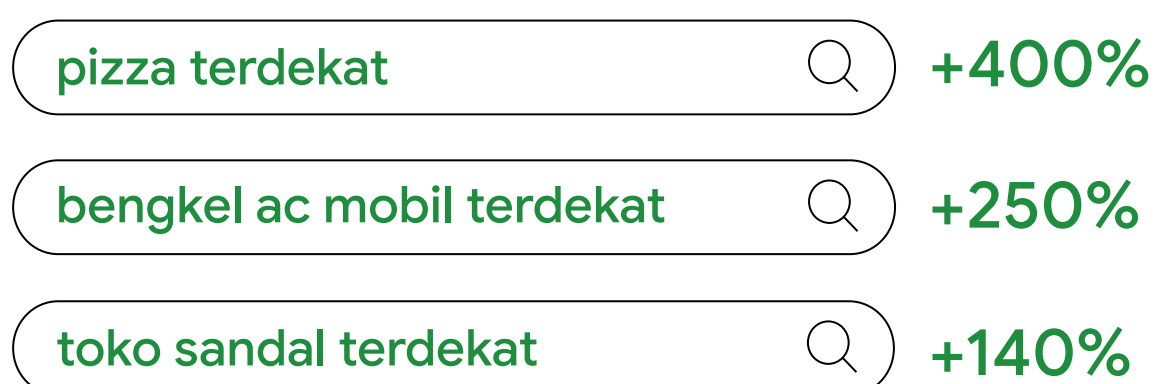 pizza terdekat +400%
bengkel ac mobil terdekat +250%
toko sandal terdekat +140%